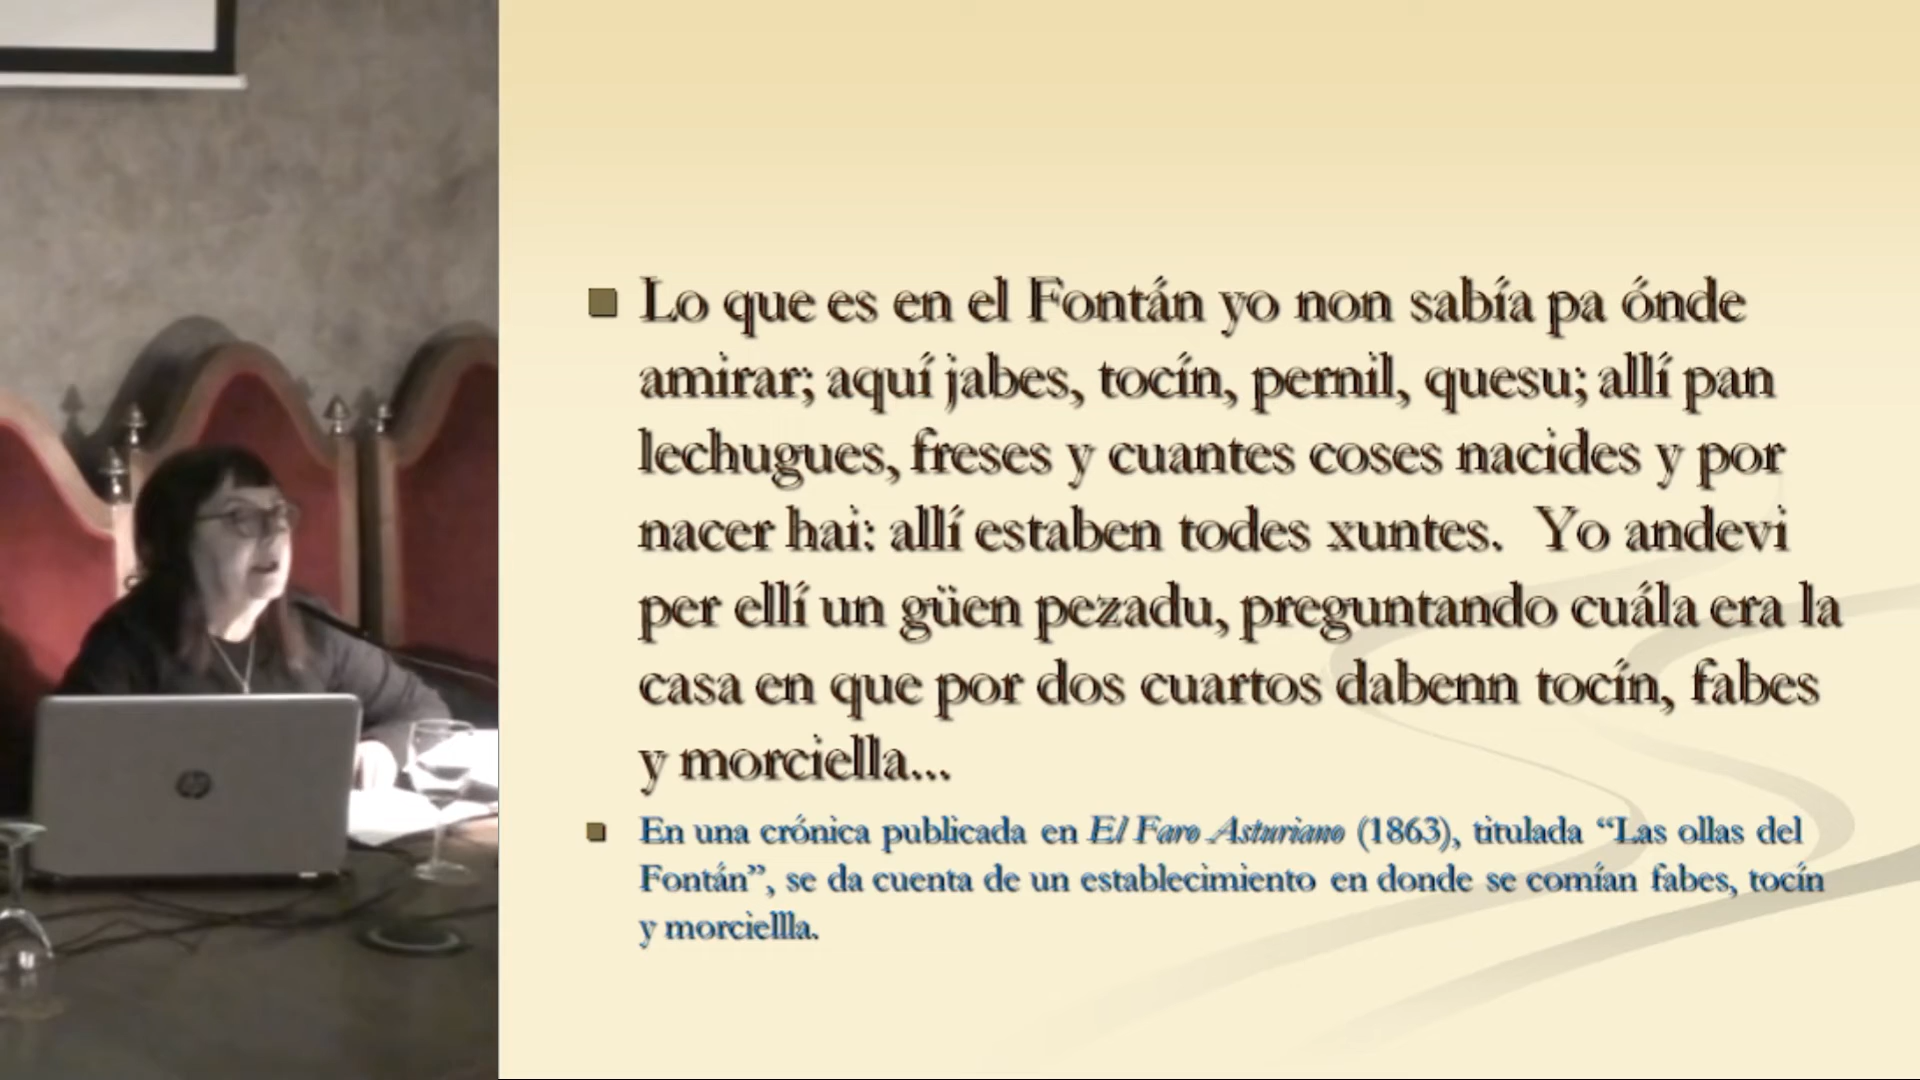 Lo que es en el Fontán yo non sabía pa ónde
amirar; aquí jabes, tocín, pernil, quesu; allí pan
lechugues, freses y cuantes coses nacides y por
nacer hai: allí estaben todes xuntes. Yo andevi
per ellí un güen pezadu, preguntando cuála era la
casa en que por dos cuartos dabenn tocín, fabes
y morciella...
En una crónica publicada en El Faro Asturiano (1863), titulada “Las ollas del
Fontán”, se da cuenta de un establecimiento en donde se comían fabes, tocín
y morciellla.
hp